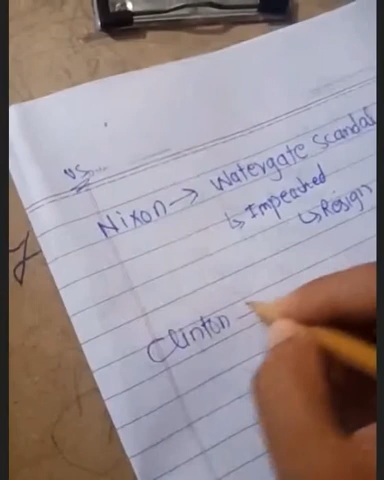 US...
Nixon → Watergate scandal
↳ Impeached
↳ Resign
Clinton –